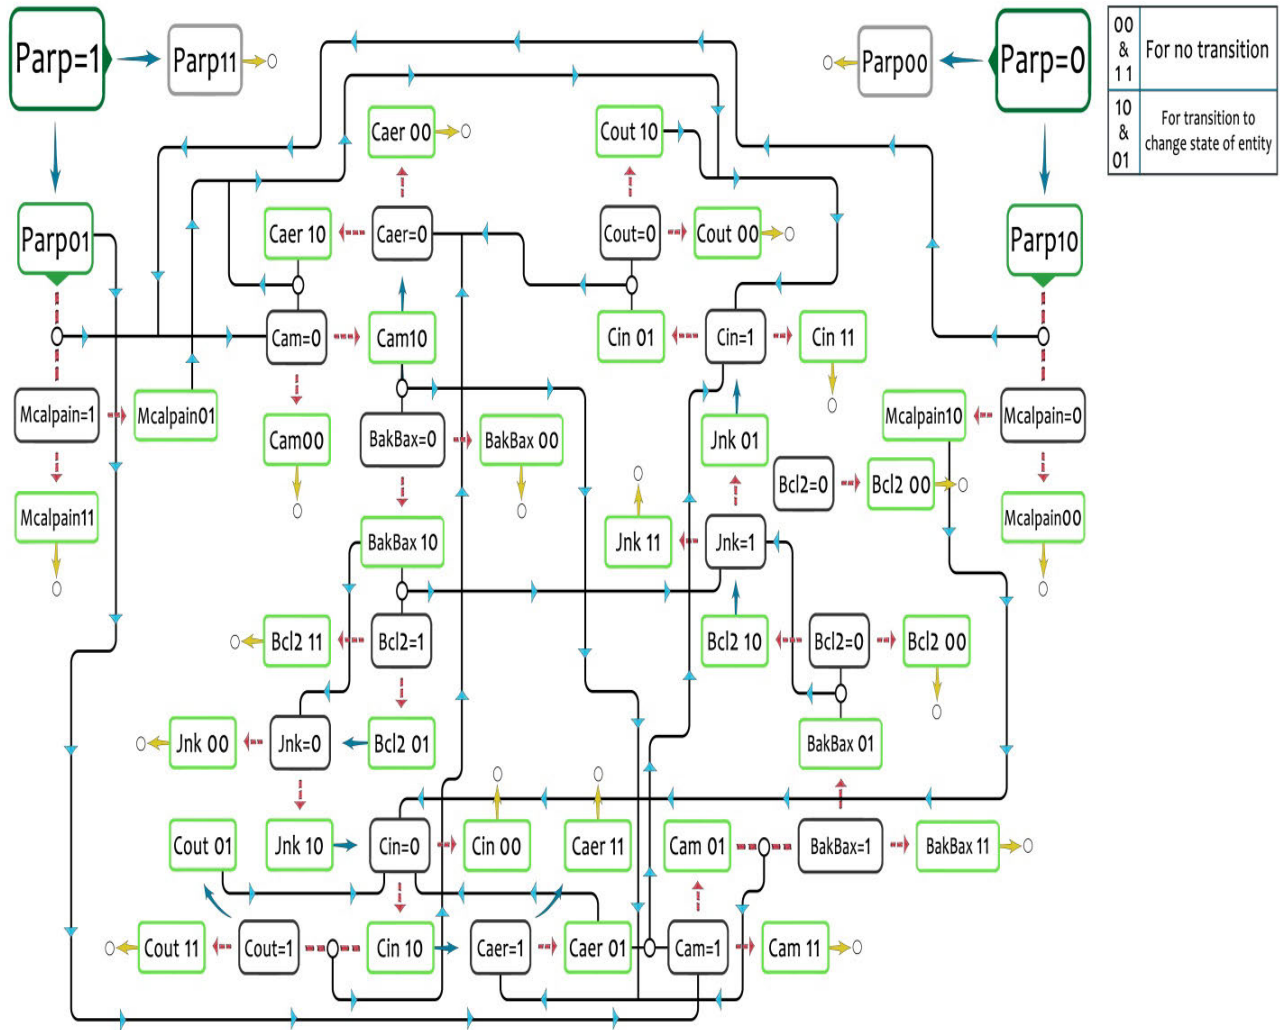 Parp=1
Parp11
Parp00
Parp=0
00
&
11
For no transition
10
&
01
For transition to
change state of entity
Caer 00
Cout 10
Parp01
Caer 10
Caer=0
Cout=0
Cout 00
Parp10
Cam=0
Cam10
Cin 01
Cin=1
Cin 11
Mcalpain=1
Mcalpain01
Cam00
BakBax=0
BakBax 00
Jnk 01
Mcalpain10
Mcalpain=0
Bcl2=0
Bcl2 00
Mcalpain11
BakBax 10
Jnk 11
Jnk=1
Mcalpain00
Bcl2 11
Bcl2=1
Bcl2 10
Bcl2=0
Bcl2 00
Jnk 00
Jnk=0
Bcl2 01
BakBax 01
Cout 01
Jnk 10
Cin=0
Cin 00
Caer 11
Cam 01
BakBax=1
BakBax 11
Cout 11
Cout=1
Cin 10
Caer=1
Caer 01
Cam=1
Cam 11